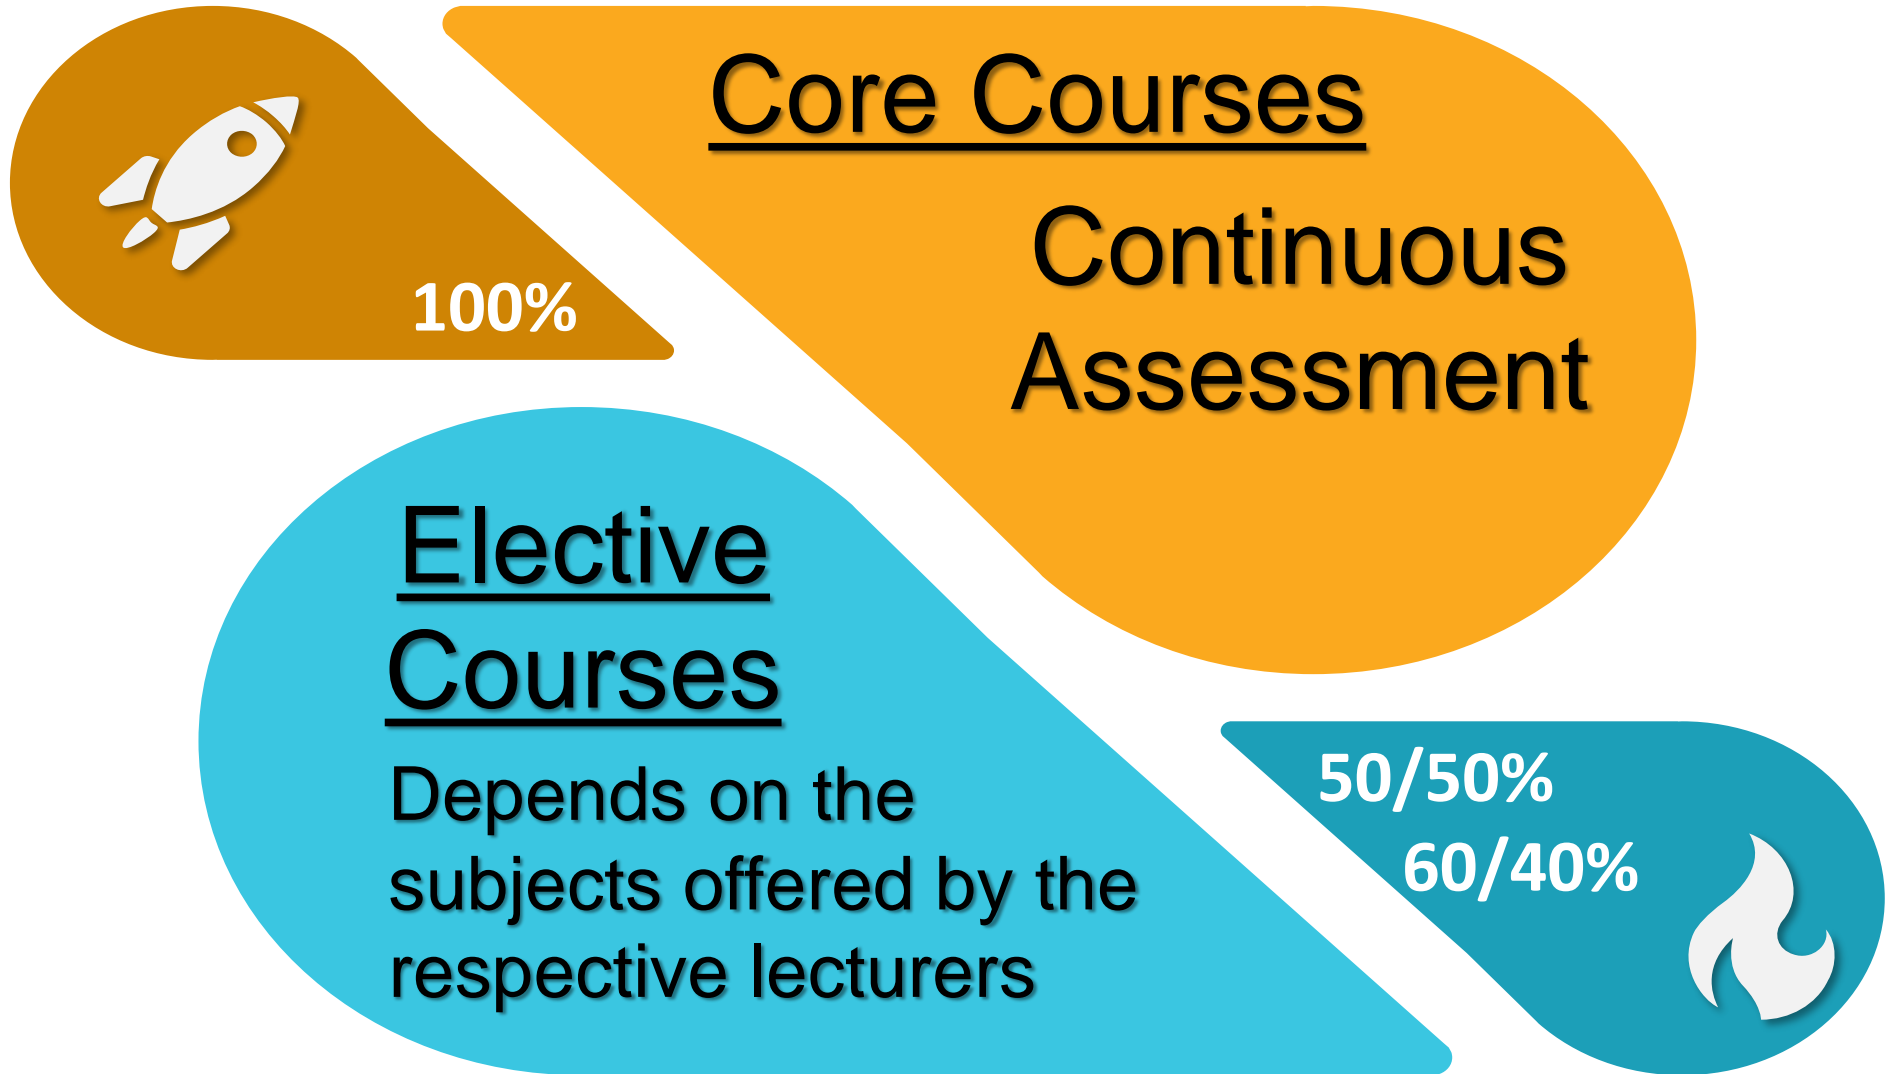 Core Courses
Continuous
Assessment
100%
Elective
Courses
Depends on the
subjects offered by the
respective lecturers
50/50%
60/40%